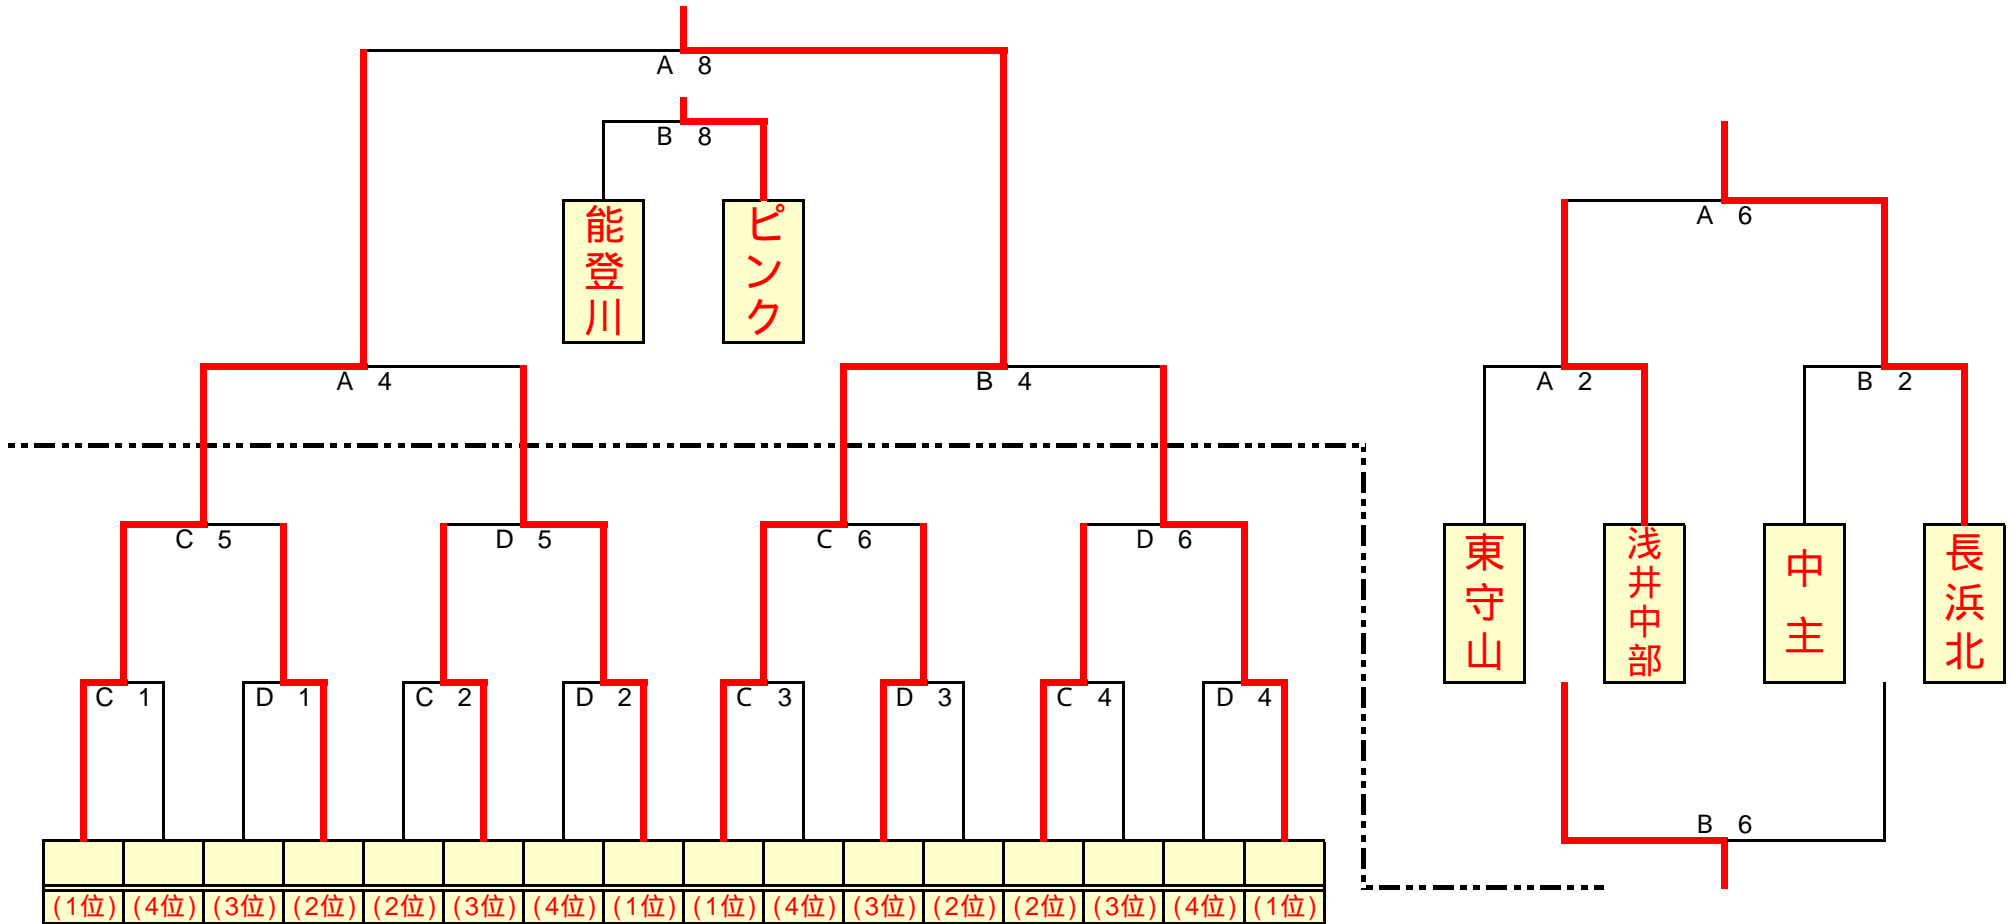 A 8
B 8
能登川
ピンク
A 6
A 4
B 4
A 2
B 2
C 5
D 5
C 6
D 6
東守山
浅井中部
中主
長浜北
C 1
D 1
C 2
D 2
C 3
D 3
C 4
D 4
B 6
(1位) (4位) (3位) (2位) (2位) (3位) (4位) (1位) (1位) (4位) (3位) (2位) (2位) (3位) (4位) (1位)